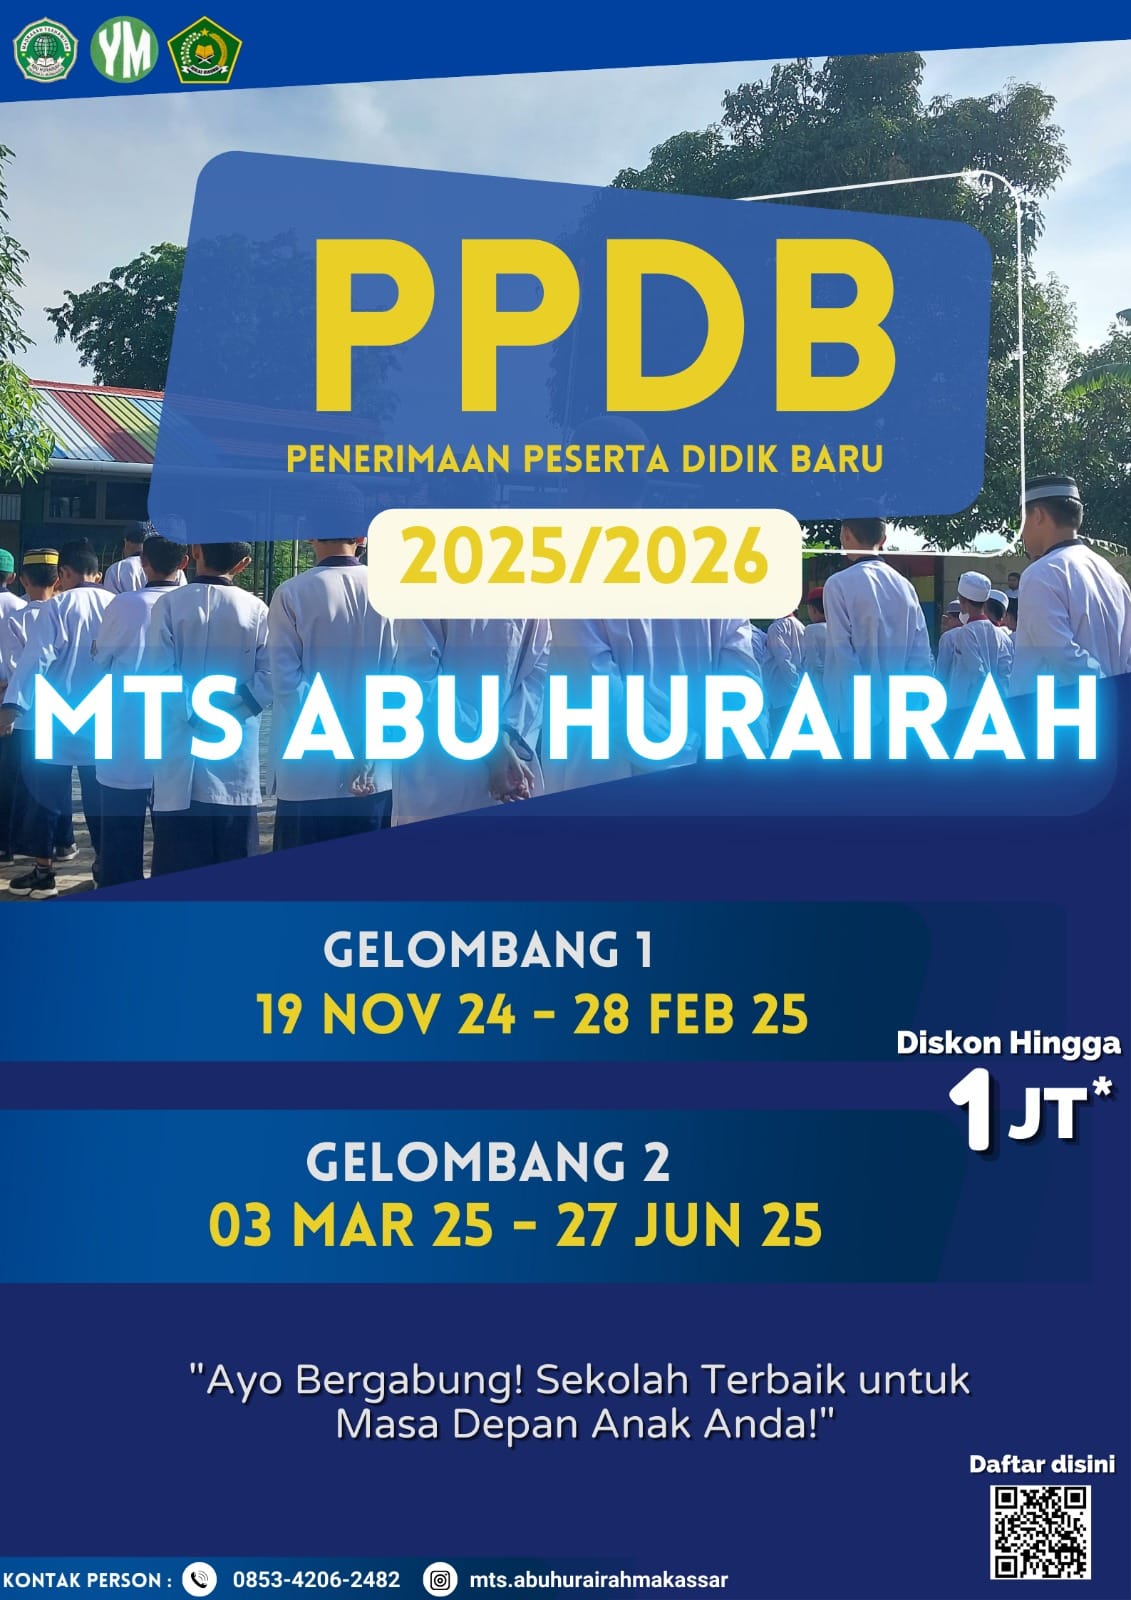 YM
PPDB
PENERIMAAN PESERTA DIDIK BARU
2025/2026
MTS ABU HURAIRAH
GELOMBANG 1
19 NOV 24 - 28 FEB 25
Diskon Hingga
1 JT*
GELOMBANG 2
03 MAR 25 - 27 JUN 25
"Ayo Bergabung! Sekolah Terbaik untuk
Masa Depan Anak Anda!"
Daftar disini
KONTAK PERSON : 0853-4206-2482 mts.abuhurairahmakassar